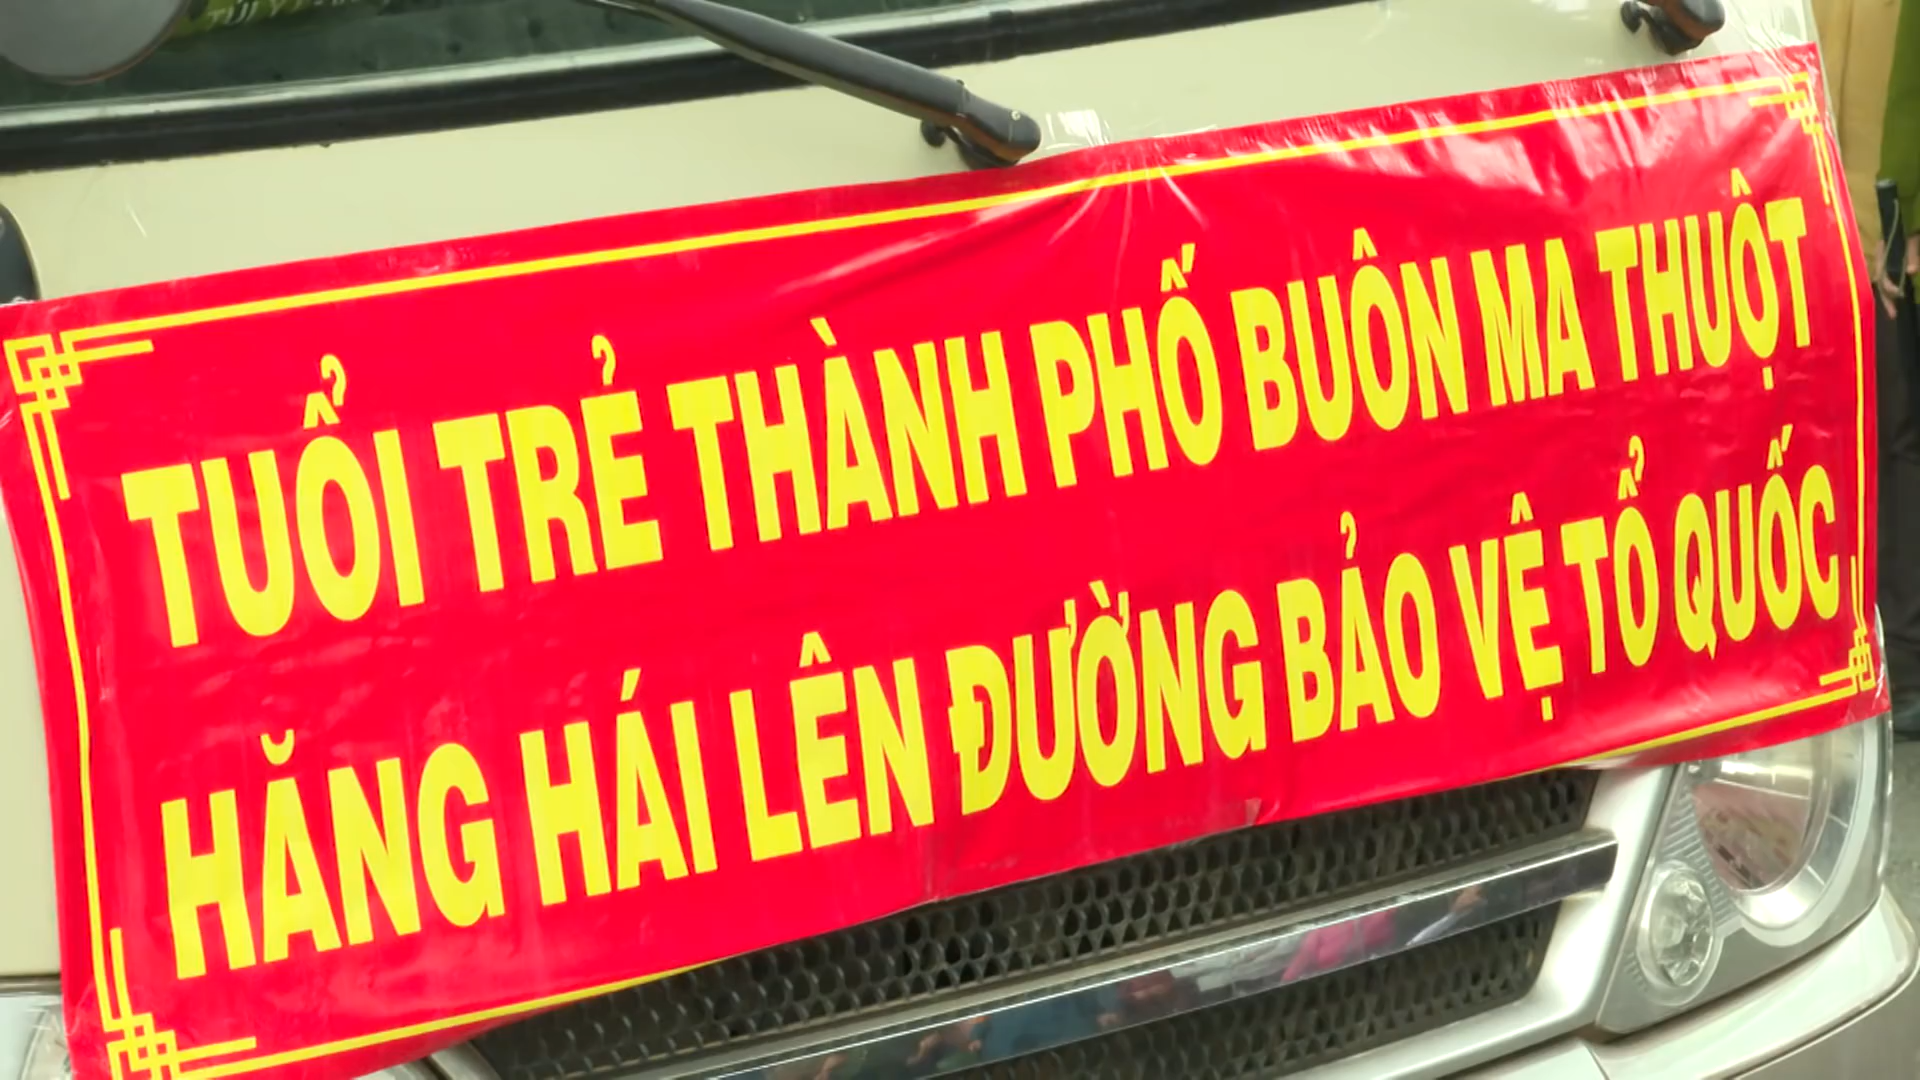 TUỔI TRẺ THÀNH PHỐ BUÔN MA THUỘT
HĂNG HÁI LÊN ĐƯỜNG BẢO VỆ TỔ QUỐC